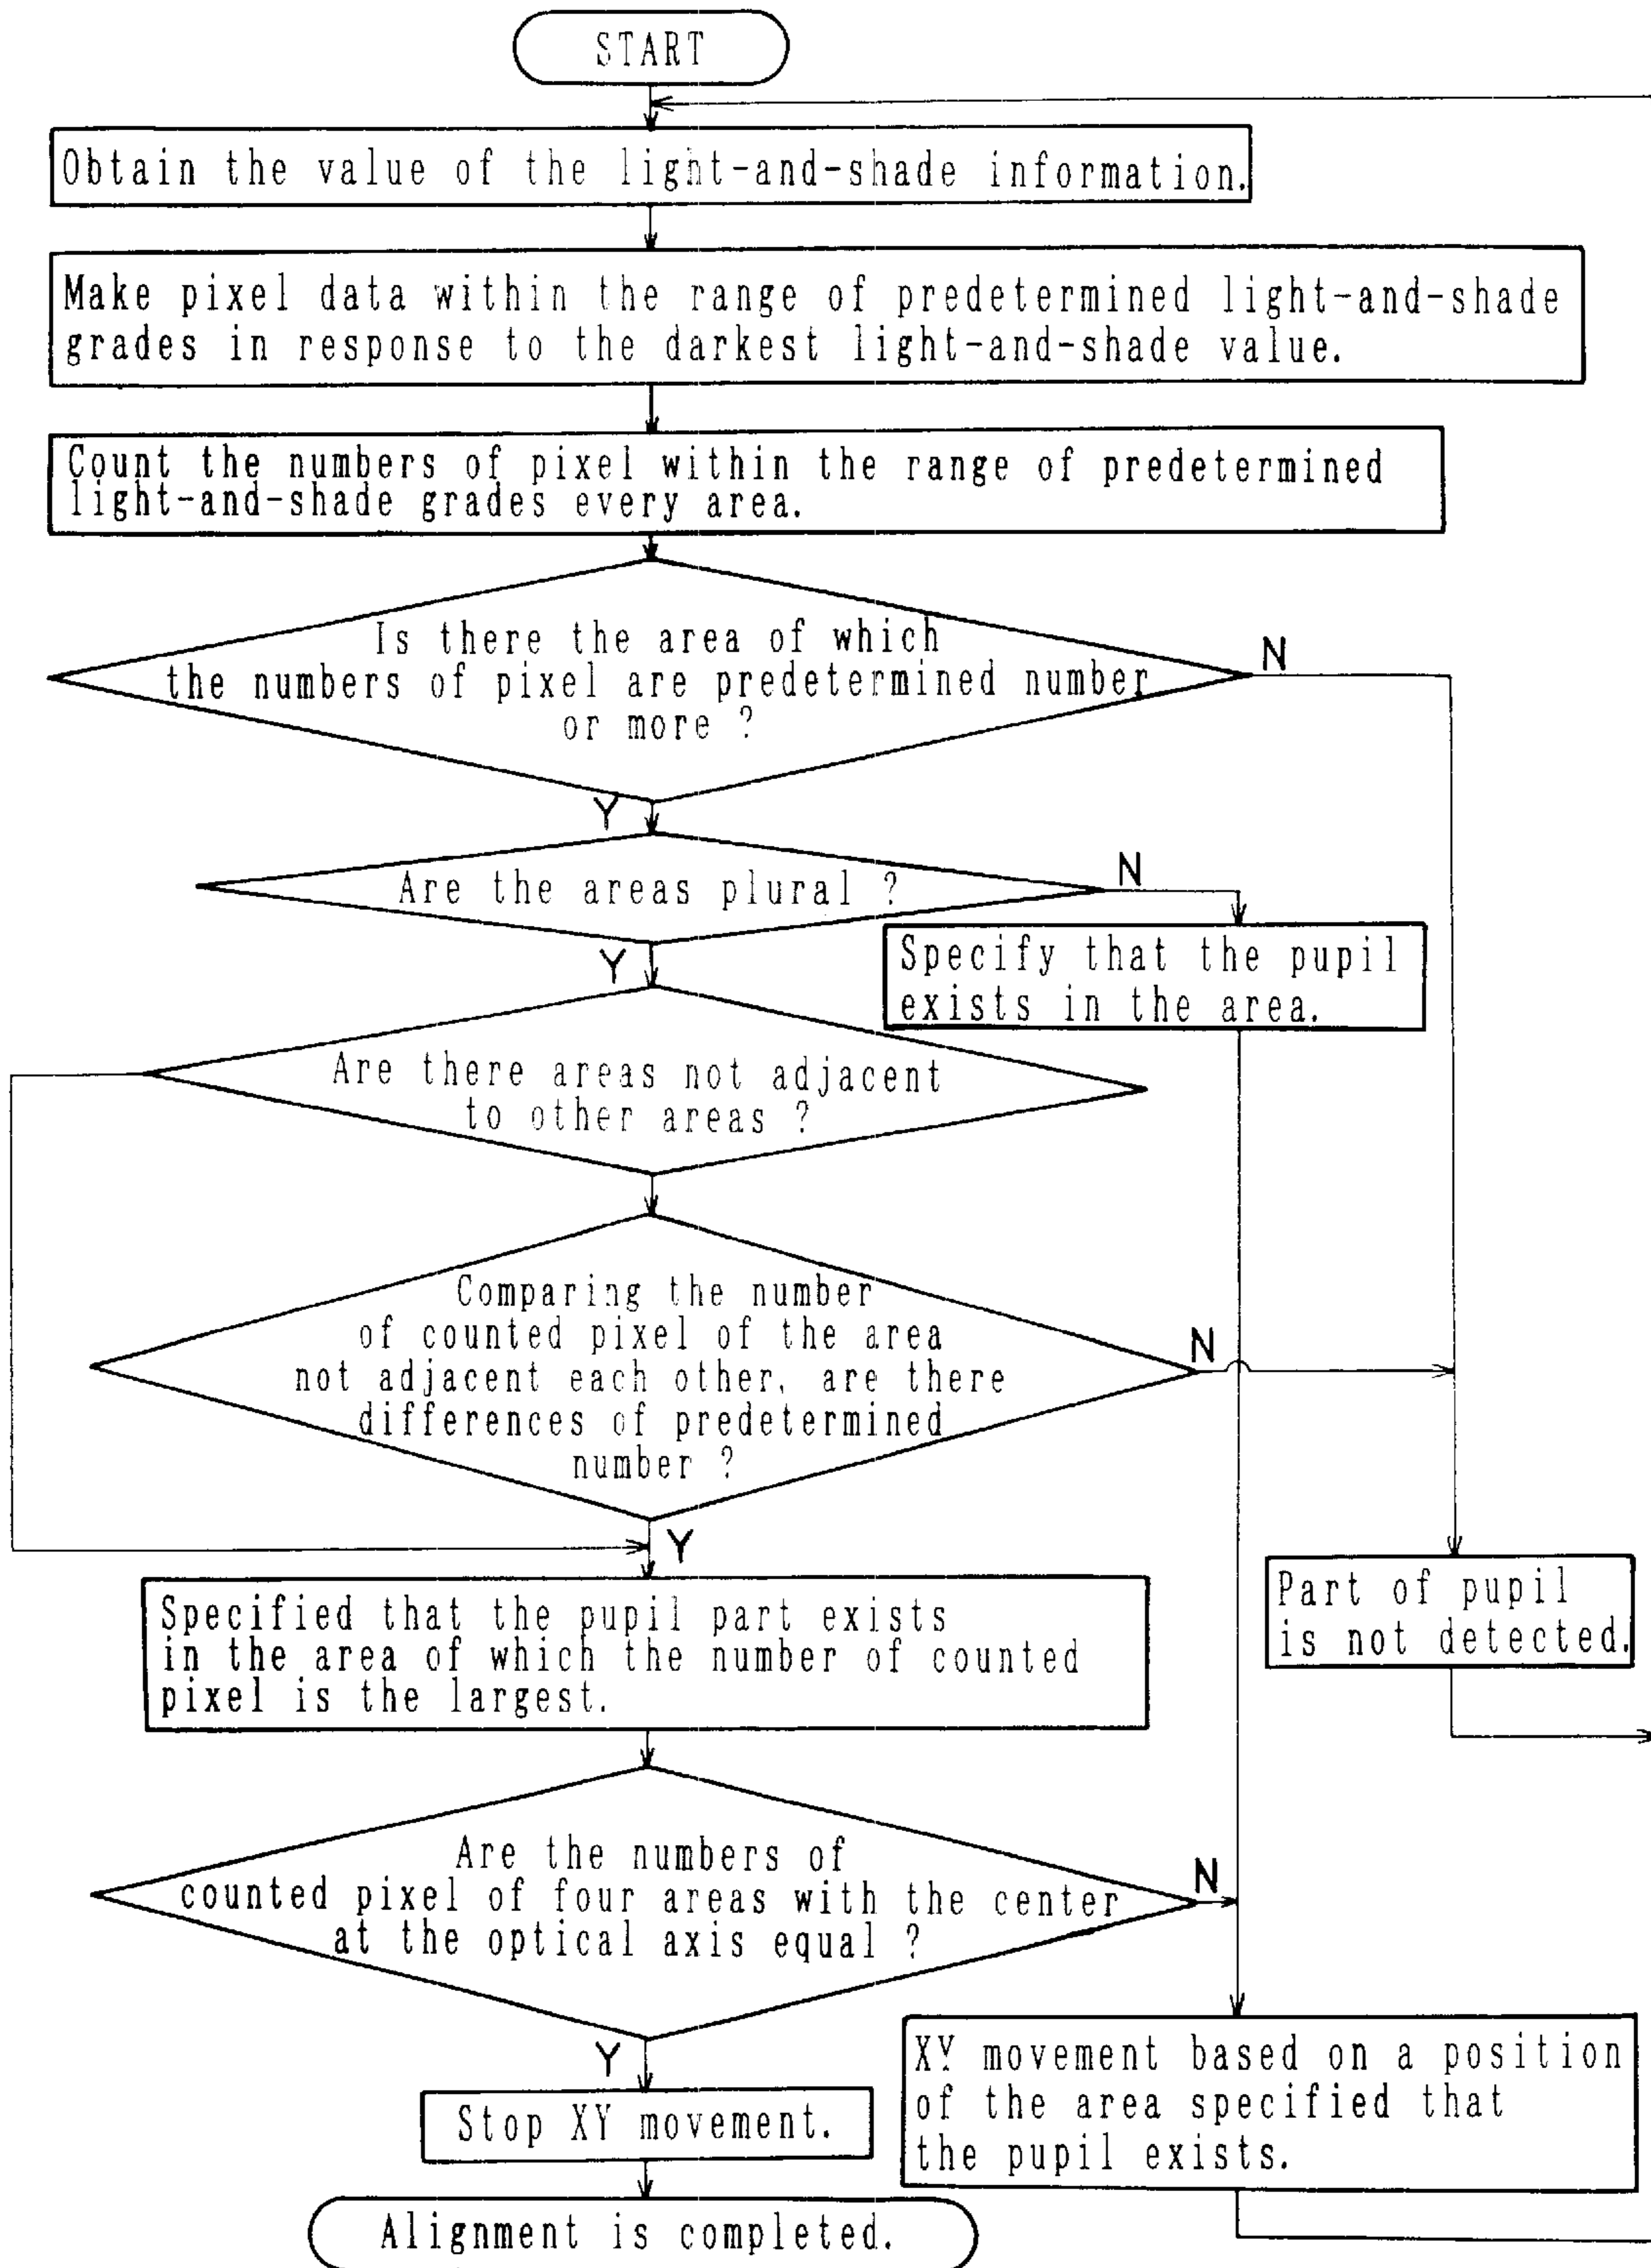 START
Obtain the value of the light-and-shade information.
Make pixel data within the range of predetermined light-and-shade
grades in response to the darkest light-and-shade value.
Count the numbers of pixel within the range of predetermined
light-and-shade grades every area.
Is there the area of which
the numbers of pixel are predetermined number
or more ?
N
Y
Are the areas plural ?
N
Y
Specify that the pupil
exists in the area.
Are there areas not adjacent
to other areas ?
Comparing the number
of counted pixel of the area
not adjacent each other, are there
differences of predetermined
number ?
N
Y
Specified that the pupil part exists
in the area of which the number of counted
pixel is the largest.
Part of pupil
is not detected.
Are the numbers of
counted pixel of four areas with the center
at the optical axis equal ?
N
Y
Stop XY movement.
XY movement based on a position
of the area specified that
the pupil exists.
Alignment is completed.